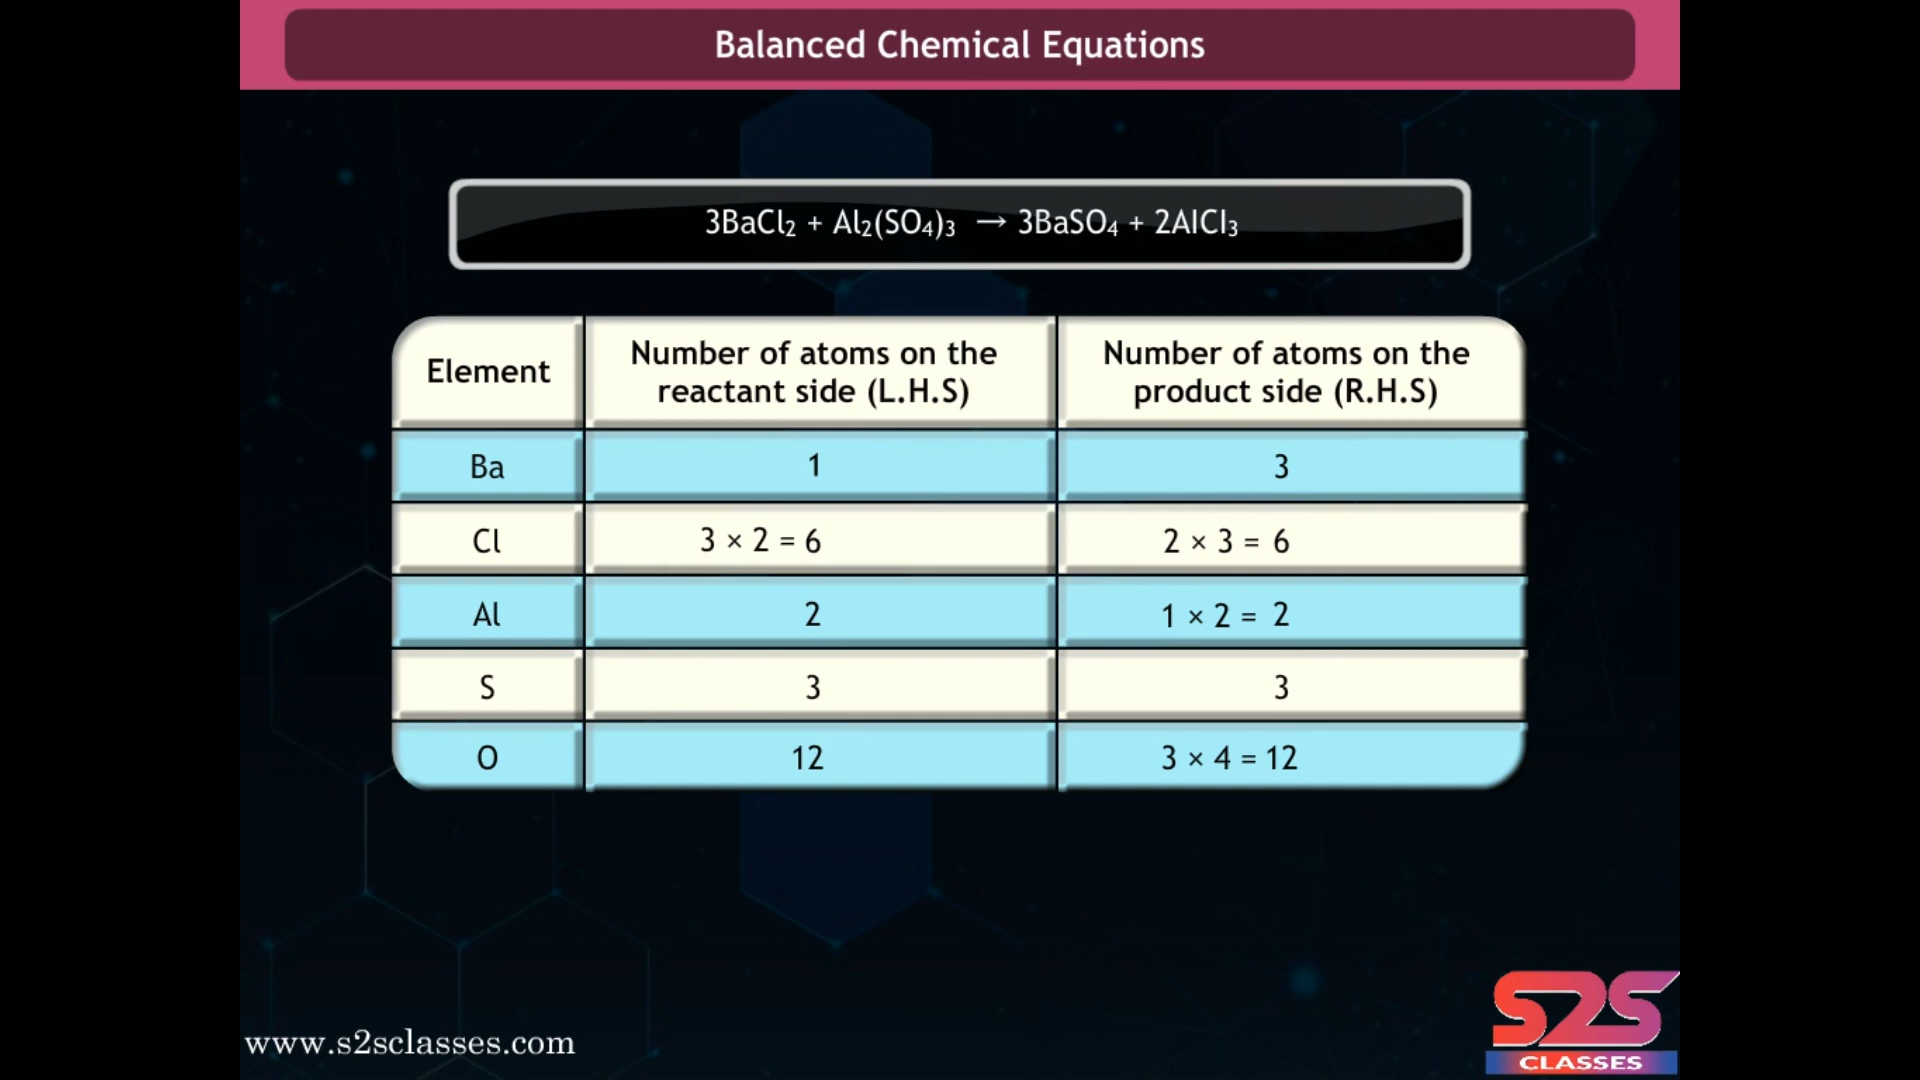 Balanced Chemical Equations
3BaCl₂ + Al₂(SO₄)₃ → 3BaSO₄ + 2AlCl₃
Element
Number of atoms on the
reactant side (L.H.S)
Number of atoms on the
product side (R.H.S)
Ba 1 3
Cl 3 × 2 = 6 2 × 3 = 6
Al 2 1 × 2 = 2
S 3 3
O 12 3 × 4 = 12
www.s2sclasses.com
S2S
CLASSES